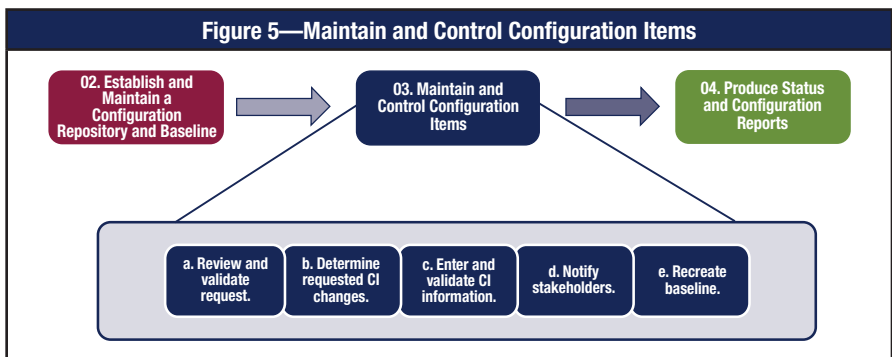 Figure 5—Maintain and Control Configuration Items
02. Establish and
Maintain a
Configuration
Repository and Baseline
03. Maintain and
Control Configuration
Items
04. Produce Status
and Configuration
Reports
a. Review and
validate
request.
b. Determine
requested CI
changes.
c. Enter and
validate CI
information.
d. Notify
stakeholders.
e. Recreate
baseline.